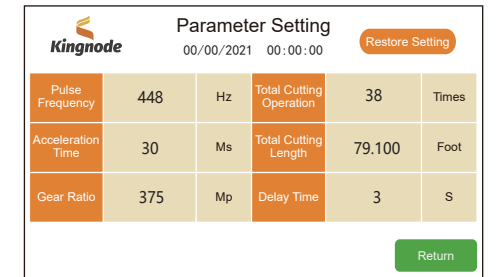 Kingnode
Parameter Setting
00/00/2021 00:00:00
Restore Setting
Pulse
Frequency
448
Hz
Total Cutting
Operation
38
Times
Acceleration
Time
30
Ms
Total Cutting
Length
79.100
Foot
Gear Ratio
375
Mp
Delay Time
3
S
Return